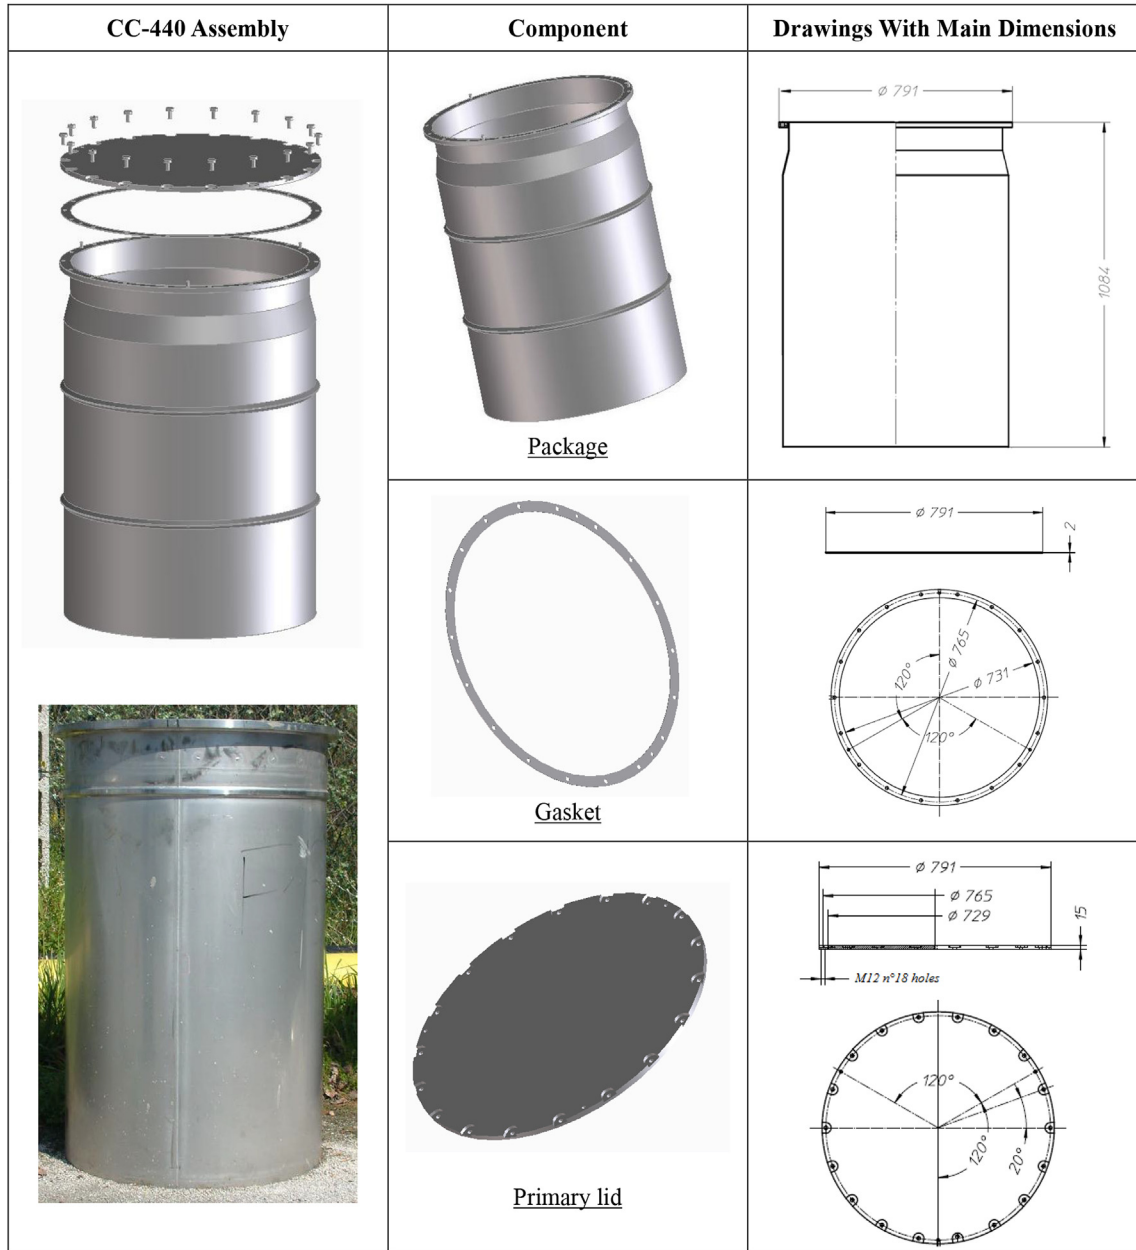 CC-440 Assembly
Component
Drawings With Main Dimensions
Package
ϕ 791
1084
Gasket
ϕ 791
2
ϕ 765
120°
ϕ 731
120°
Primary lid
ϕ 791
ϕ 765
ϕ 729
15
M12 n°18 holes
120°
120°
20°